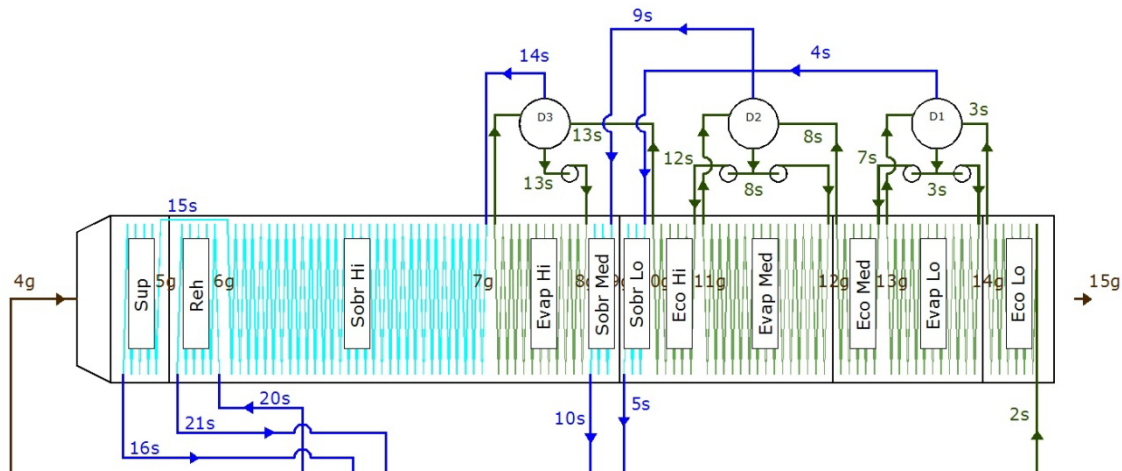 9s
14s
4s
D3
D2
D1
3s
13s
8s
12s
7s
13s
8s
3s
15s
4g
Sup
5g
Reh
6g
Sobr Hi
7g
Evap Hi
8g
Sobr Med
Sobr Lo
0g
Eco Hi
11g
Evap Med
12g
Eco Med
13g
Evap Lo
14g
Eco Lo
15g
20s
21s
16s
10s
5s
2s